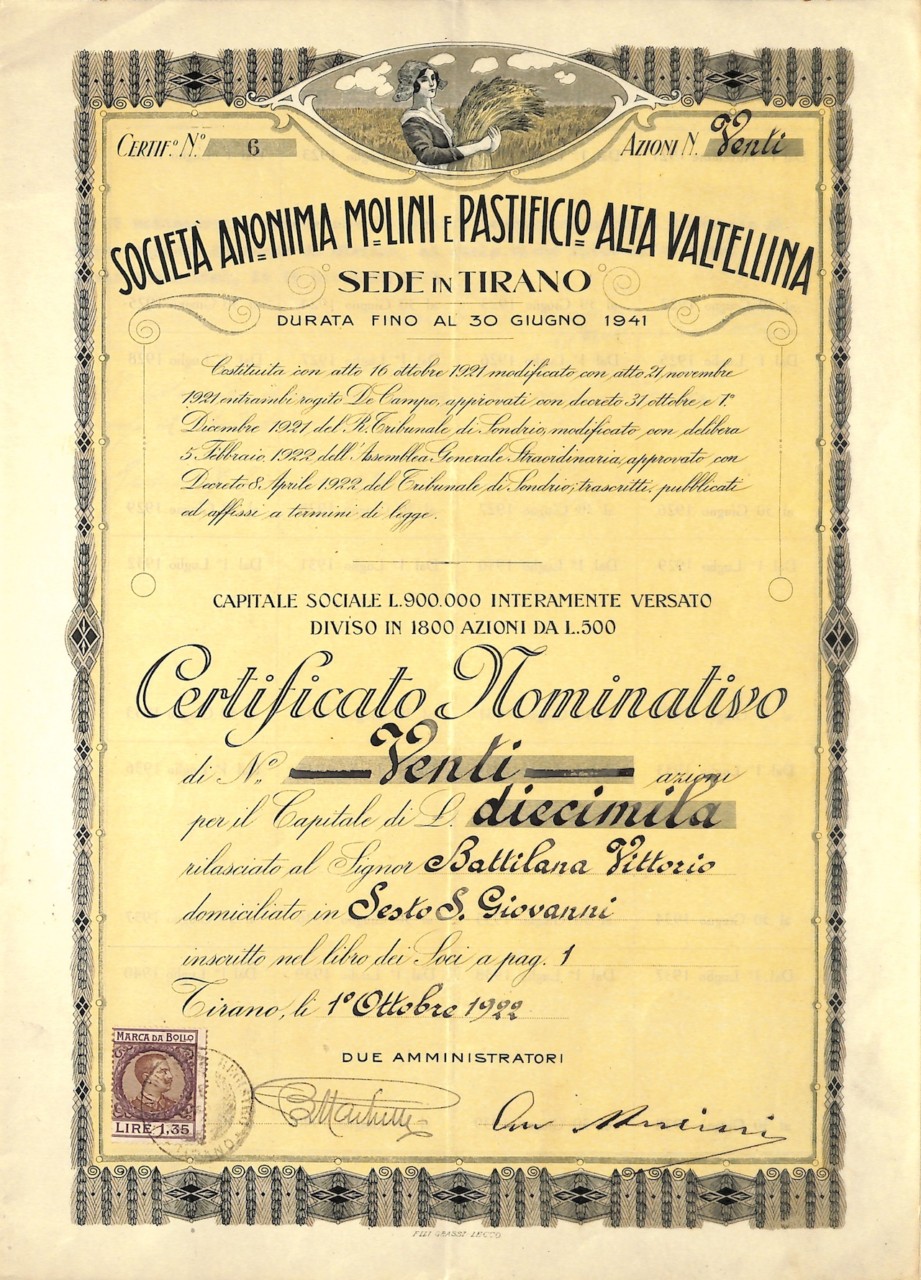 CERTIF.º N.º 6
AZIONI N. Venti
SOCIETÀ ANONIMA MOLINI E PASTIFICIO ALTA VALTELLINA
SEDE IN TIRANO
DURATA FINO AL 30 GIUGNO 1941
Costituita con atto 16 ottobre 1921 modificato con atto 21 novembre
1921 entrambi rogito De Campo, approvati con decreto 31 ottobre e 1º
Dicembre 1921 del R. Tribunale di Sondrio, modificato con delibera
5 Febbraio 1922 dell'Assemblea Generale Straordinaria, approvato con
Decreto 8 Aprile 1922 del Tribunale di Sondrio; trascritti, pubblicati
ed affissi a termini di legge.
CAPITALE SOCIALE L. 900.000 INTERAMENTE VERSATO
DIVISO IN 1800 AZIONI DA L. 500
Certificato Nominativo
di Nº Venti azioni
per il Capitale di L. diecimila
rilasciato al Signor Battilana Vittorio
domiciliato in Sesto S. Giovanni
inscritto nel libro dei Soci a pag. 1
Tirano, li 1º Ottobre 1922
MARCA DA BOLLO
LIRE 1,35
DUE AMMINISTRATORI
FLLI GRASSI LECCO